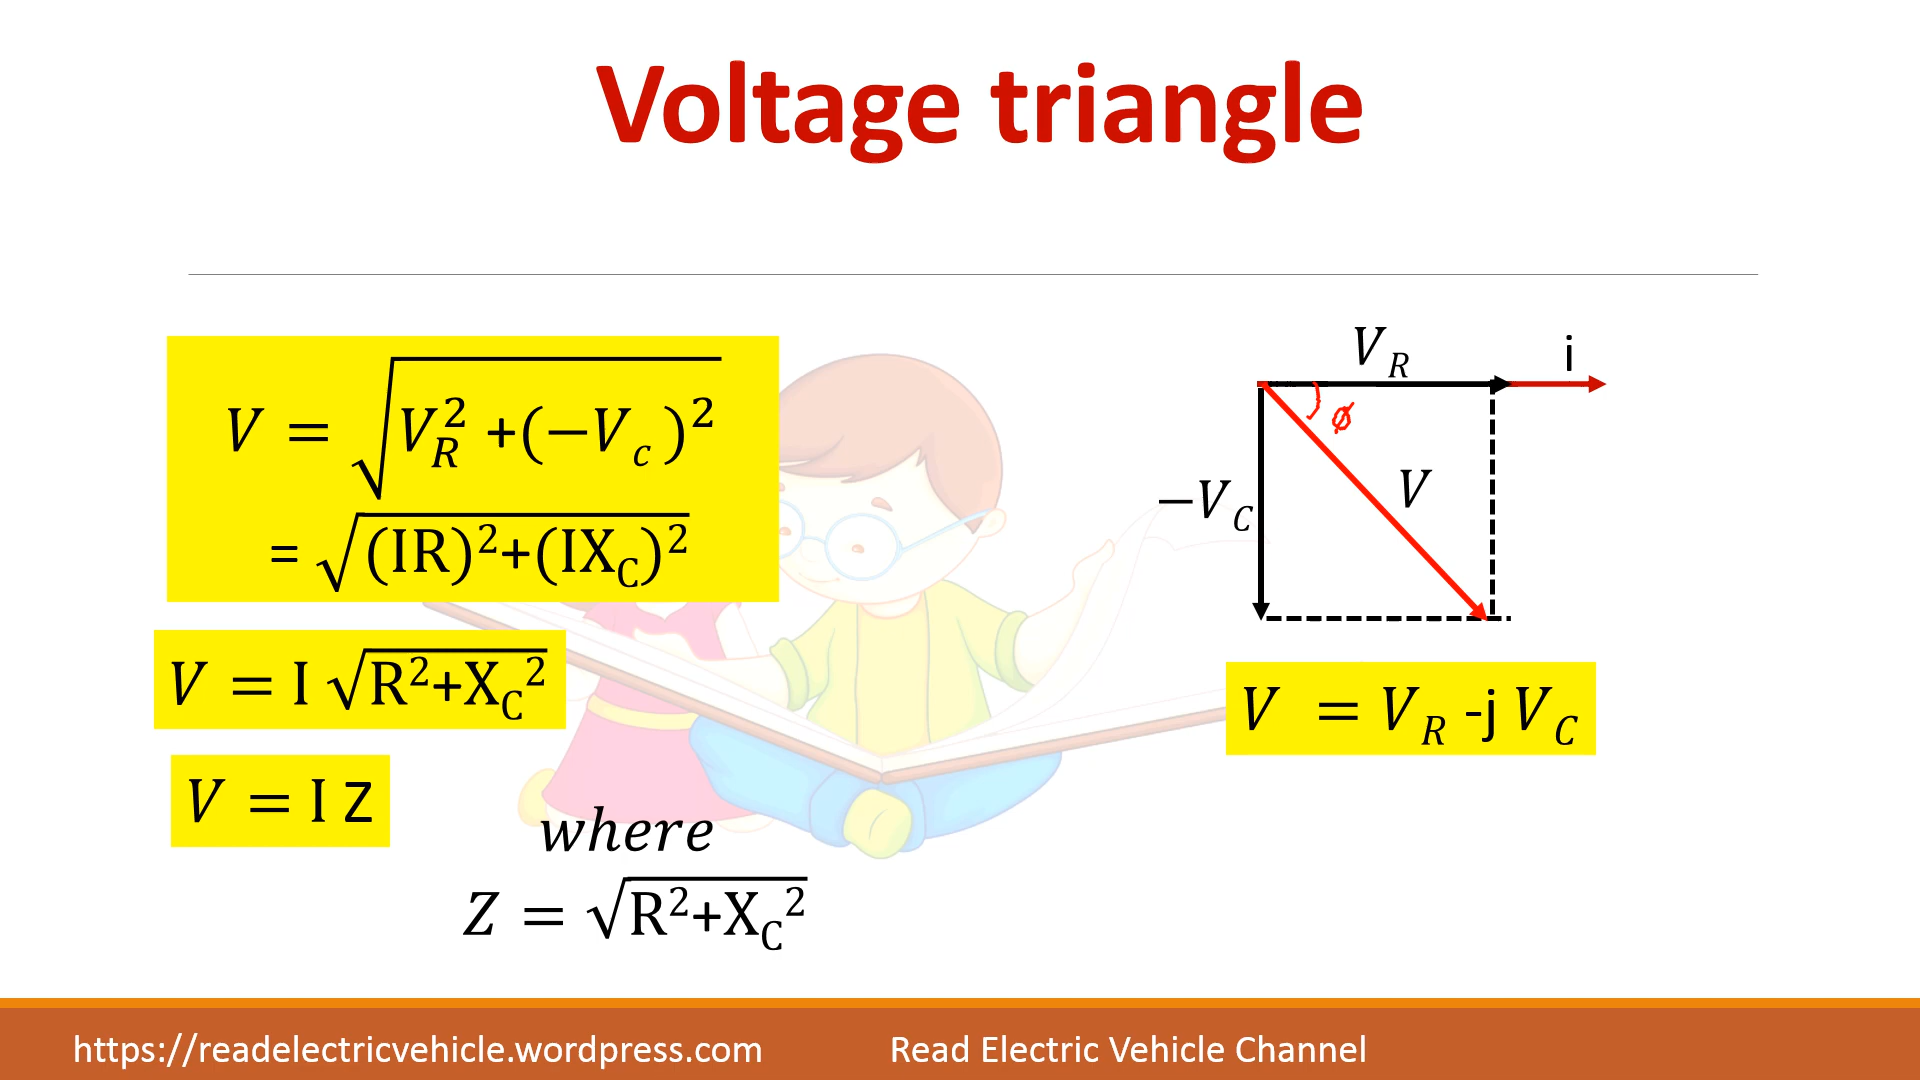 Voltage triangle
V = √(V_R² +(−V_c )²)
= √((IR)²+(IX_C)²)
V = I √(R²+X_C²)
V = I Z
where
Z = √(R²+X_C²)
V_R
i
ϕ
−V_C
V
V = V_R -j V_C
https://readelectricvehicle.wordpress.com
Read Electric Vehicle Channel